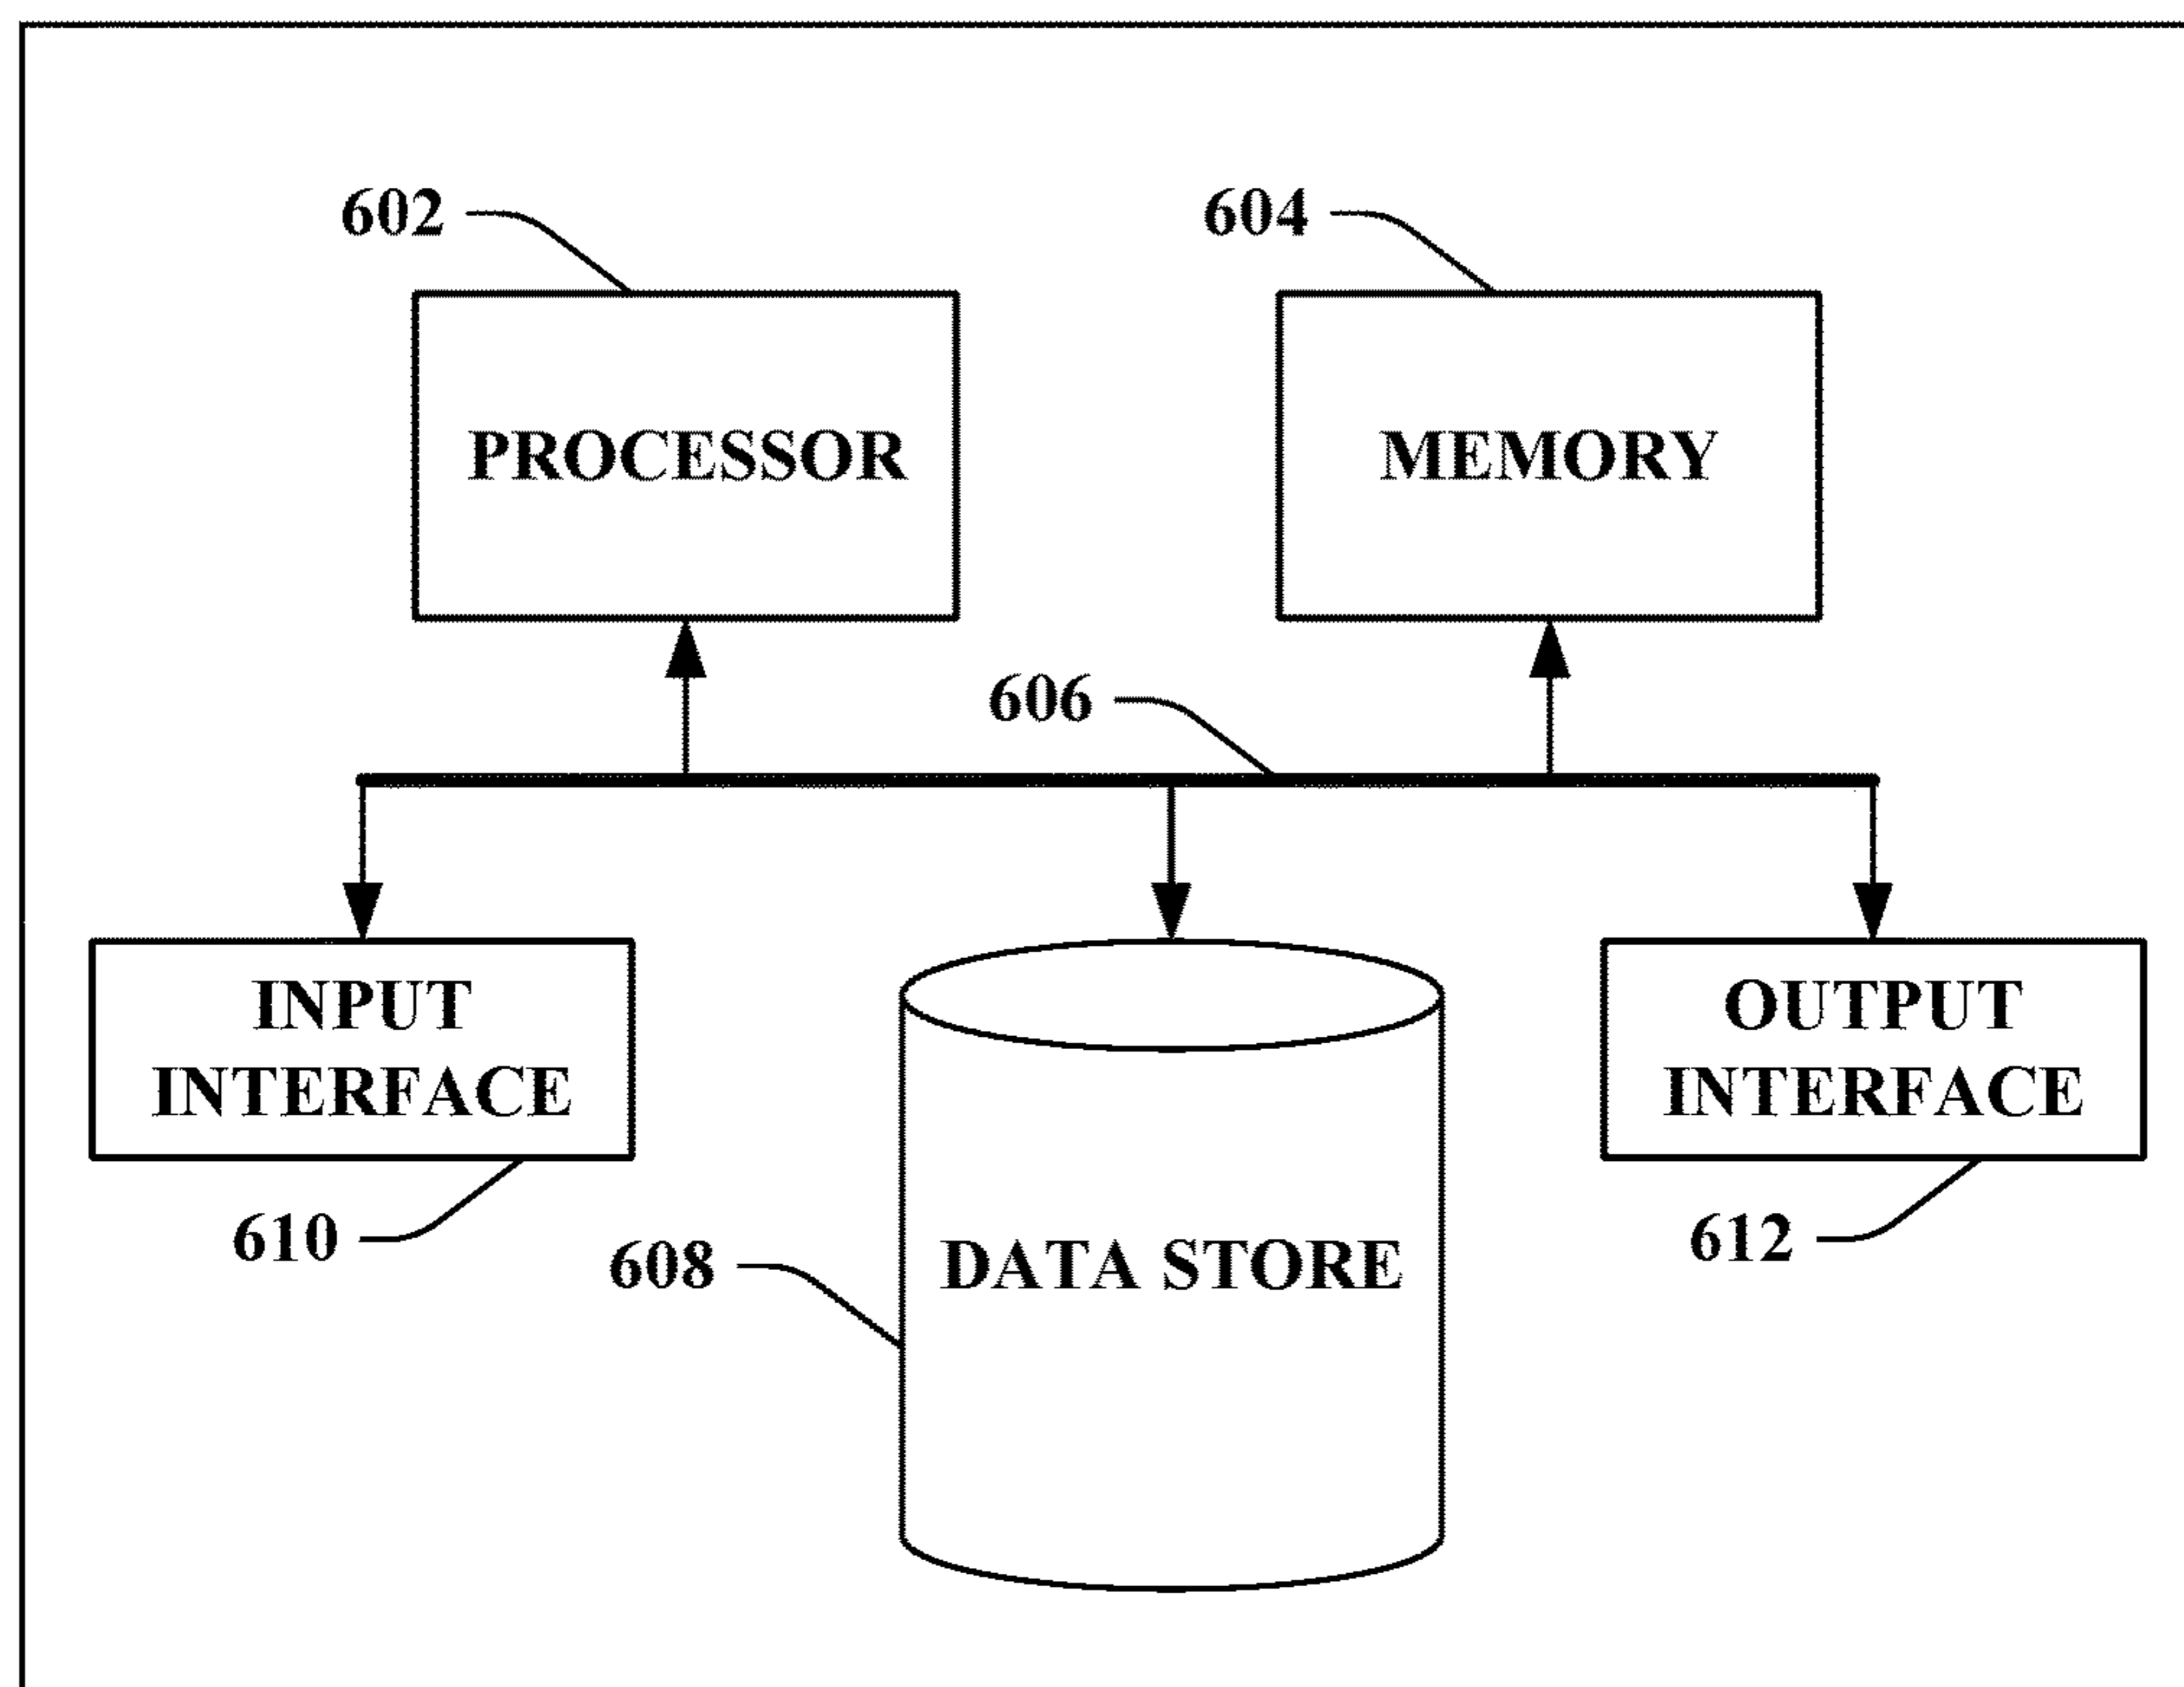 602
604
PROCESSOR
MEMORY
606
INPUT
INTERFACE
OUTPUT
INTERFACE
610
608
DATA STORE
612